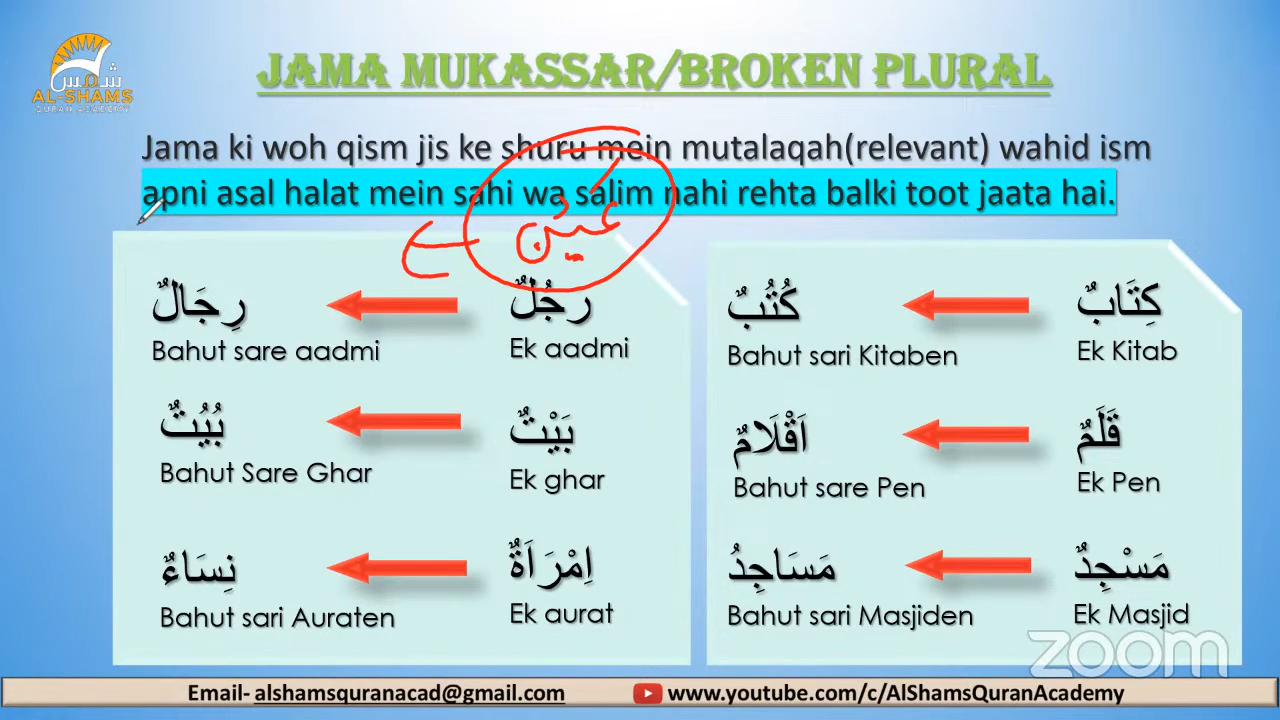 شمس
AL-SHAMS
QURAN ACADEMY
JAMA MUKASSAR/BROKEN PLURAL
Jama ki woh qism jis ke shuru mein mutalaqah(relevant) wahid ism
apni asal halat mein sahi wa salim nahi rehta balki toot jaata hai.
كِتَابٌ
Ek Kitab
كُتُبٌ
Bahut sari Kitaben
قَلَمٌ
Ek Pen
اَقْلَامٌ
Bahut sare Pen
مَسْجِدٌ
Ek Masjid
مَسَاجِدُ
Bahut sari Masjiden
رَجُلٌ
Ek aadmi
رِجَالٌ
Bahut sare aadmi
بَيْتٌ
Ek ghar
بُيُتٌ
Bahut Sare Ghar
اِمْرَاَةٌ
Ek aurat
نِسَاءٌ
Bahut sari Auraten
zoom
Email- alshamsquranacad@gmail.com
www.youtube.com/c/AlShamsQuranAcademy